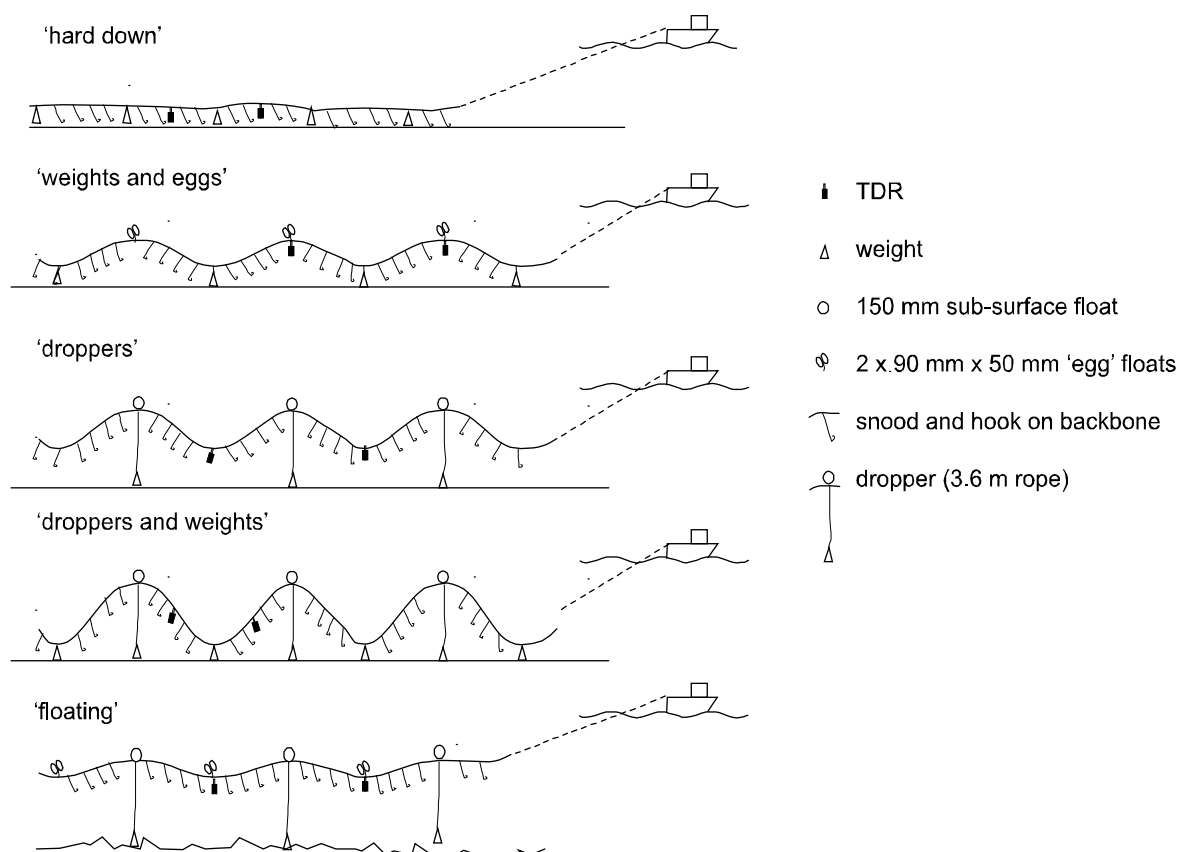 ‘hard down’
‘weights and eggs’
‘droppers’
‘droppers and weights’
‘floating’
TDR
weight
150 mm sub-surface float
2 x.90 mm x 50 mm ‘egg’ floats
snood and hook on backbone
dropper (3.6 m rope)